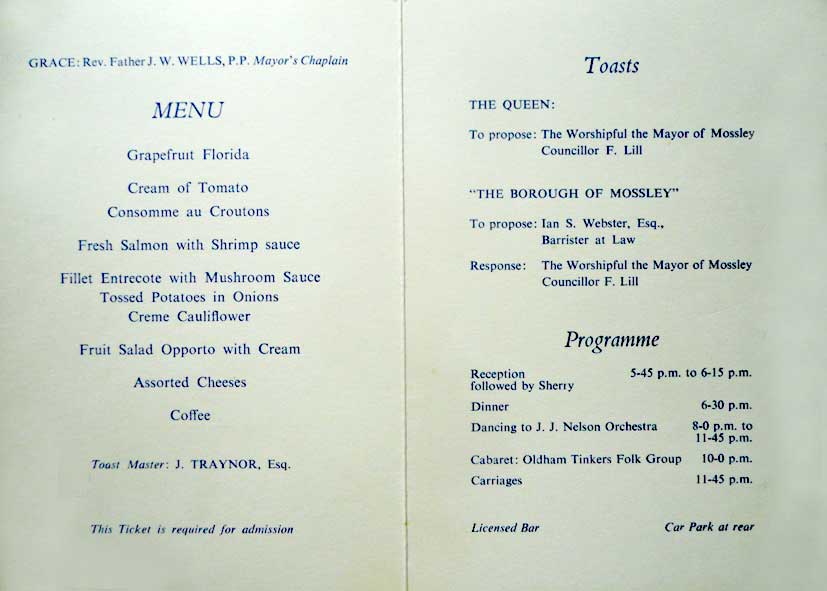 GRACE: Rev. Father J. W. WELLS, P.P. Mayor's Chaplain
MENU
Grapefruit Florida
Cream of Tomato
Consomme au Croutons
Fresh Salmon with Shrimp sauce
Fillet Entrecote with Mushroom Sauce
Tossed Potatoes in Onions
Creme Cauliflower
Fruit Salad Opporto with Cream
Assorted Cheeses
Coffee
Toast Master: J. TRAYNOR, Esq.
This Ticket is required for admission
Toasts
THE QUEEN:
To propose: The Worshipful the Mayor of Mossley
Councillor F. Lill
"THE BOROUGH OF MOSSLEY"
To propose: Ian S. Webster, Esq.,
Barrister at Law
Response: The Worshipful the Mayor of Mossley
Councillor F. Lill
Programme
Reception 5-45 p.m. to 6-15 p.m.
followed by Sherry
Dinner 6-30 p.m.
Dancing to J. J. Nelson Orchestra 8-0 p.m. to
11-45 p.m.
Cabaret: Oldham Tinkers Folk Group 10-0 p.m.
Carriages 11-45 p.m.
Licensed Bar Car Park at rear